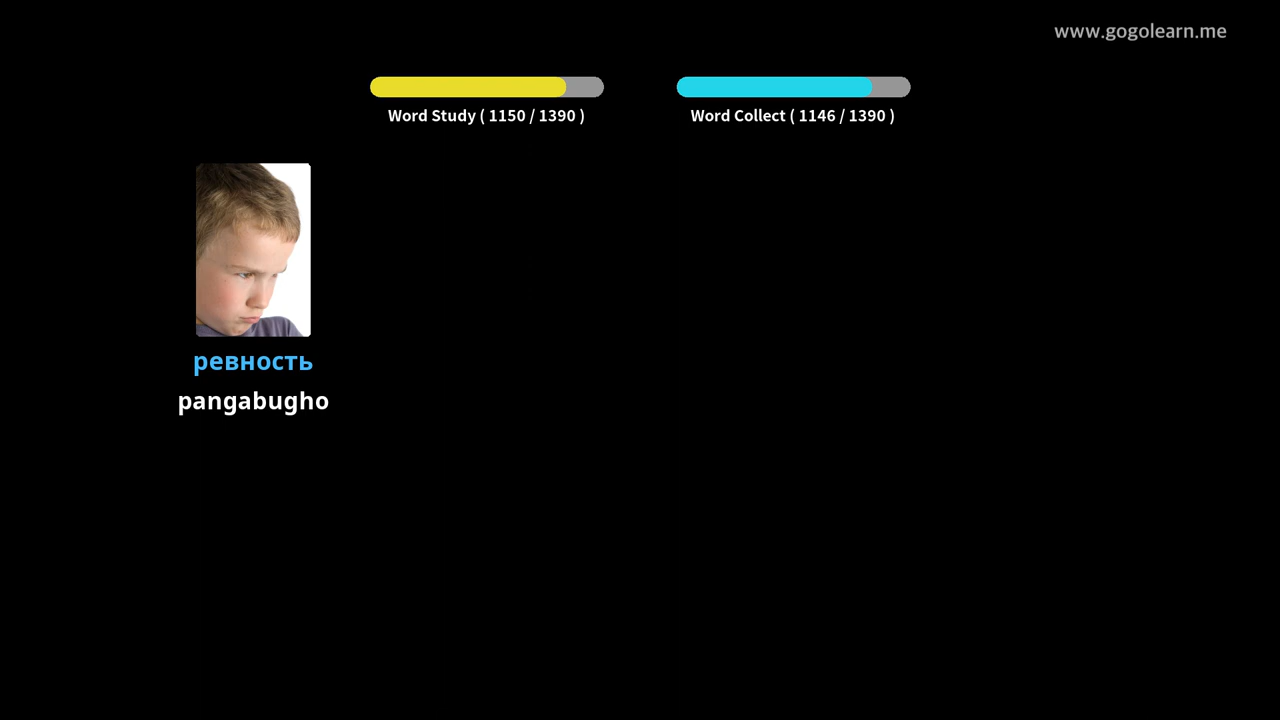 www.gogolearn.me
Word Study ( 1150 / 1390 )
Word Collect ( 1146 / 1390 )
ревность
pangabugho